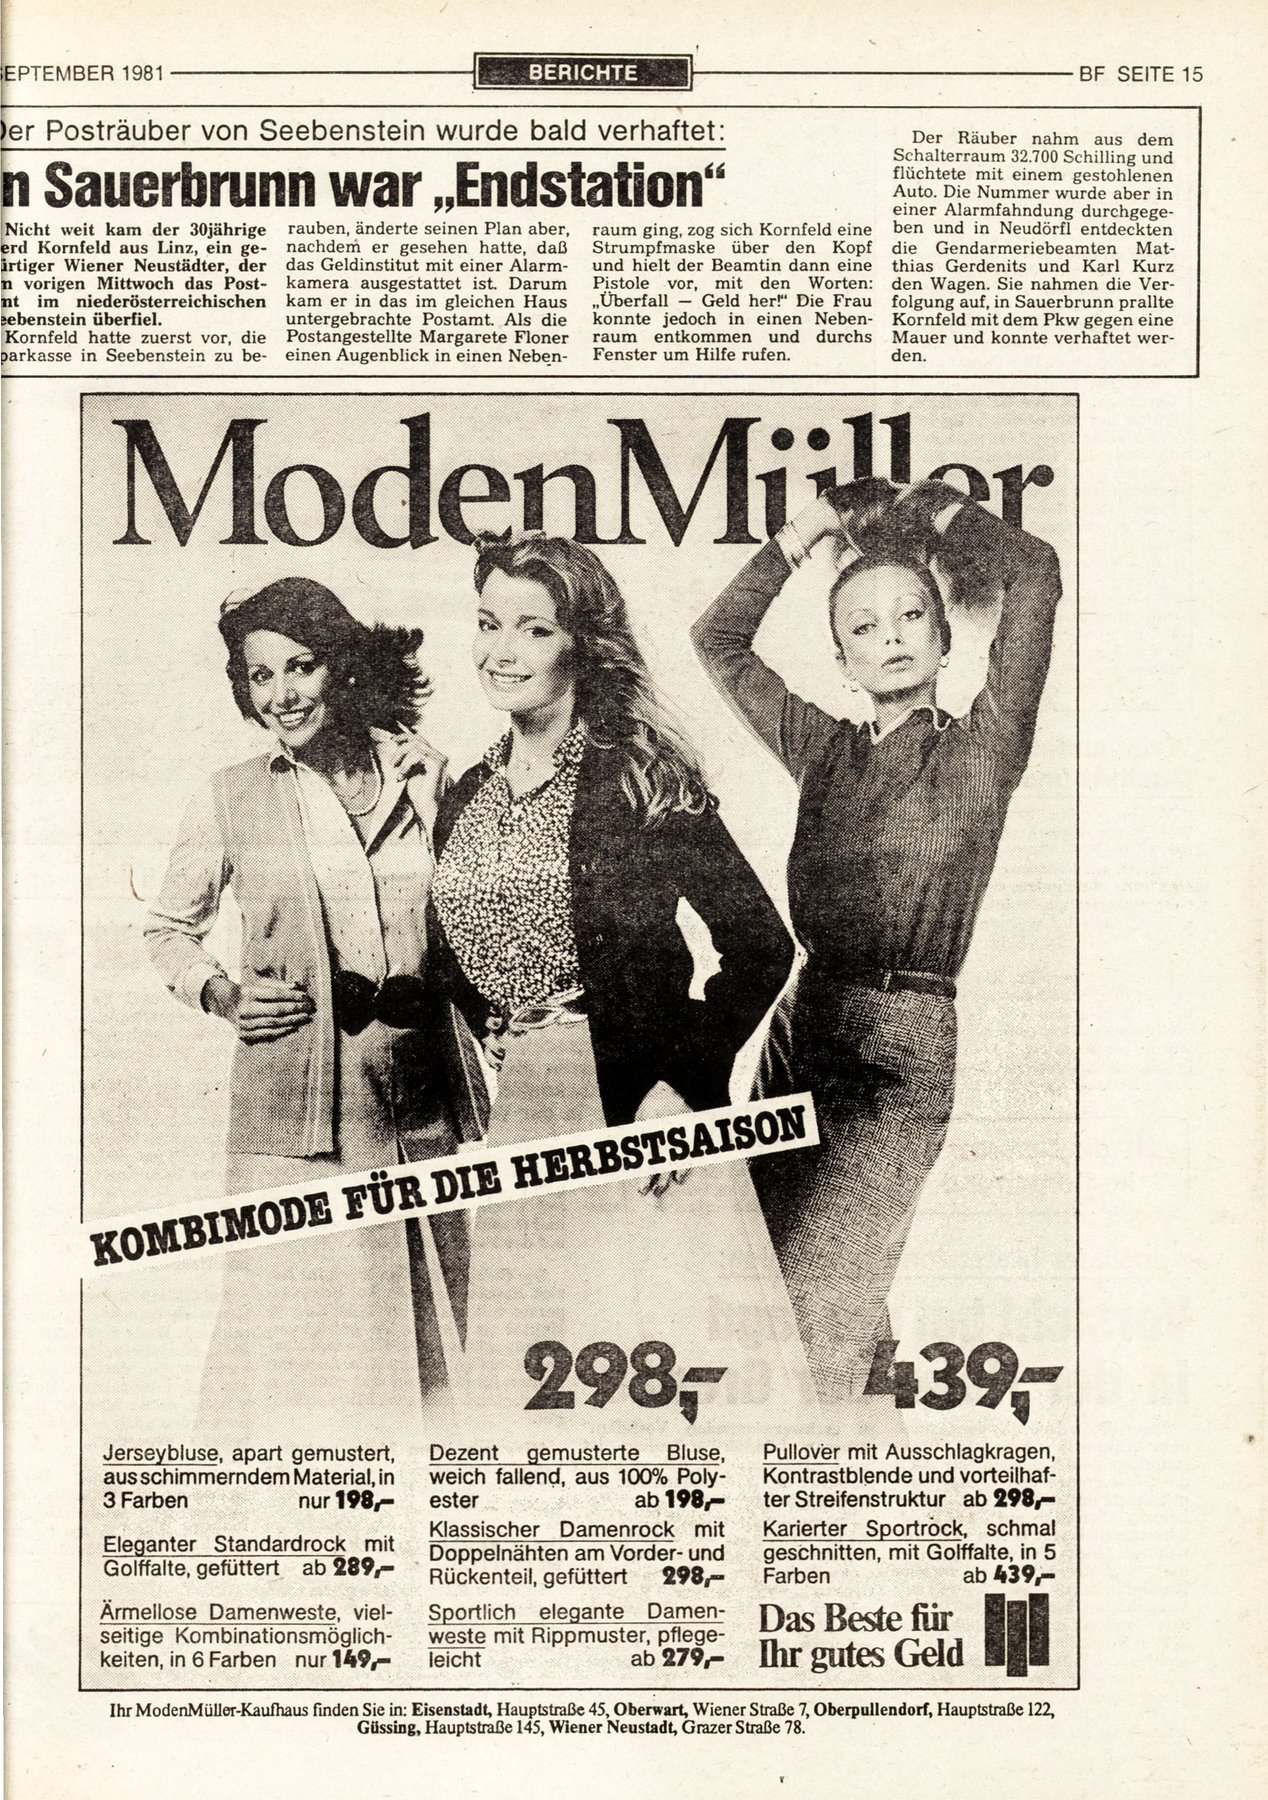 EPTEMBER 1981
BERICHTE
BF SEITE 15
er Posträuber von Seebenstein wurde bald verhaftet:
n Sauerbrunn war „Endstation“
Nicht weit kam der 30jährige
erd Kornfeld aus Linz, ein ge-
irtiger Wiener Neustädter, der
n vorigen Mittwoch das Post-
mt im niederösterreichischen
eebenstein überfiel.
Kornfeld hatte zuerst vor, die
parkasse in Seebenstein zu be-
rauben, änderte seinen Plan aber,
nachdem er gesehen hatte, daß
das Geldinstitut mit einer Alarm-
kamera ausgestattet ist. Darum
kam er in das im gleichen Haus
untergebrachte Postamt. Als die
Postangestellte Margarete Floner
einen Augenblick in einen Neben-
raum ging, zog sich Kornfeld eine
Strumpfmaske über den Kopf
und hielt der Beamtin dann eine
Pistole vor, mit den Worten:
„Überfall — Geld her!“ Die Frau
konnte jedoch in einen Neben-
raum entkommen und durchs
Fenster um Hilfe rufen.
Der Räuber nahm aus dem
Schalterraum 32.700 Schilling und
flüchtete mit einem gestohlenen
Auto. Die Nummer wurde aber in
einer Alarmfahndung durchgege-
ben und in Neudörfl entdeckten
die Gendarmeriebeamten Mat-
thias Gerdenits und Karl Kurz
den Wagen. Sie nahmen die Ver-
folgung auf, in Sauerbrunn prallte
Kornfeld mit dem Pkw gegen eine
Mauer und konnte verhaftet wer-
den.
ModenMüller
KOMBIMODE FÜR DIE HERBSTSAISON
298,-
439,-
Jerseybluse, apart gemustert,
aus schimmerndem Material, in
3 Farben nur 198,-
Eleganter Standardrock mit
Golffalte, gefüttert ab 289,-
Ärmellose Damenweste, viel-
seitige Kombinationsmöglich-
keiten, in 6 Farben nur 149,-
Dezent gemusterte Bluse,
weich fallend, aus 100% Poly-
ester ab 198,-
Klassischer Damenrock mit
Doppelnähten am Vorder- und
Rückenteil, gefüttert 298,-
Sportlich elegante Damen-
weste mit Rippmuster, pflege-
leicht ab 279,-
Pullover mit Ausschlagkragen,
Kontrastblende und vorteilhaf-
ter Streifenstruktur ab 298,-
Karierter Sportrock, schmal
geschnitten, mit Golffalte, in 5
Farben ab 439,-
Das Beste für
Ihr gutes Geld
Ihr ModenMüller-Kaufhaus finden Sie in: Eisenstadt, Hauptstraße 45, Oberwart, Wiener Straße 7, Oberpullendorf, Hauptstraße 122,
Güssing, Hauptstraße 145, Wiener Neustadt, Grazer Straße 78.